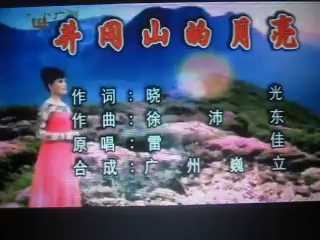 井冈山的月亮
作词:晓光
作曲:徐沛东
原唱:雷佳
合成:广州巍立